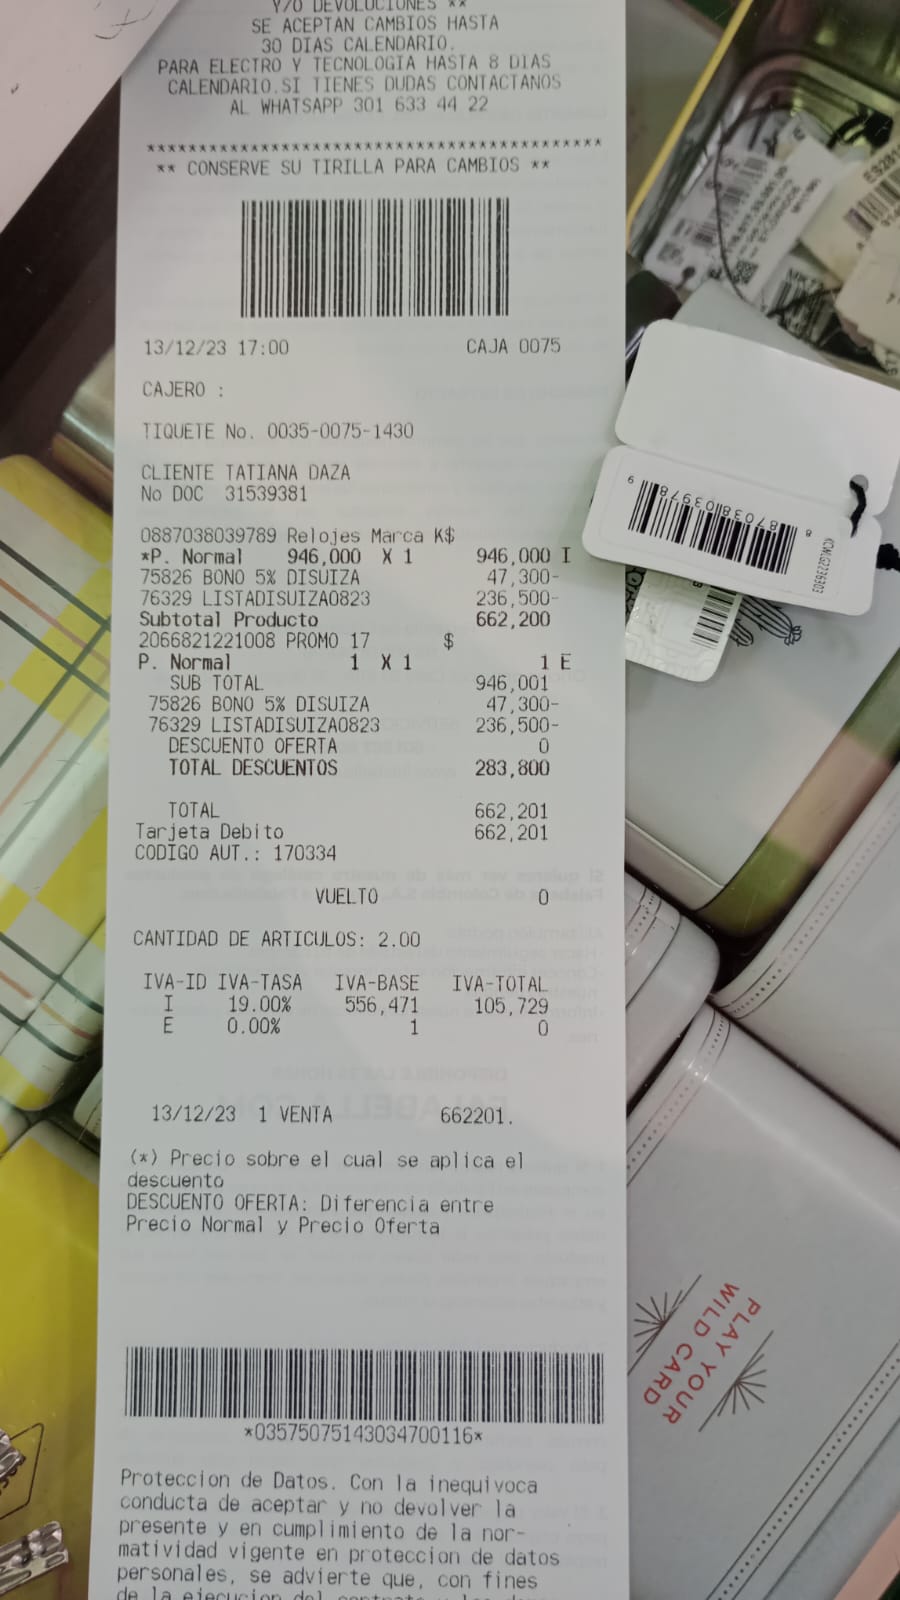 Y/O DEVOLUCIONES **
SE ACEPTAN CAMBIOS HASTA
30 DIAS CALENDARIO.
PARA ELECTRO Y TECNOLOGIA HASTA 8 DIAS
CALENDARIO.SI TIENES DUDAS CONTACTANOS
AL WHATSAPP 301 633 44 22
******************************************
** CONSERVE SU TIRILLA PARA CAMBIOS **
13/12/23 17:00 CAJA 0075
CAJERO :
TIQUETE No. 0035-0075-1430
CLIENTE TATIANA DAZA
No DOC 31539381
0887038039789 Relojes Marca K$
*P. Normal 946,000 X 1 946,000 I
75826 BONO 5% DISUIZA 47,300-
76329 LISTADISUIZA0823 236,500-
Subtotal Producto 662,200
2066821221008 PROMO 17 $
P. Normal 1 X 1 1 E
SUB TOTAL 946,001
75826 BONO 5% DISUIZA 47,300-
76329 LISTADISUIZA0823 236,500-
DESCUENTO OFERTA 0
TOTAL DESCUENTOS 283,800
TOTAL 662,201
Tarjeta Debito 662,201
CODIGO AUT.: 170334
VUELTO 0
CANTIDAD DE ARTICULOS: 2.00
IVA-ID IVA-TASA IVA-BASE IVA-TOTAL
I 19.00% 556,471 105,729
E 0.00% 1 0
13/12/23 1 VENTA 662201.
(*) Precio sobre el cual se aplica el
descuento
DESCUENTO OFERTA: Diferencia entre
Precio Normal y Precio Oferta
*03575075143034700116*
Proteccion de Datos. Con la inequivoca
conducta de aceptar y no devolver la
presente y en cumplimiento de la nor-
matividad vigente en proteccion de datos
personales, se advierte que, con fines
8 87038 03978 9
PLAY YOUR
WILD CARD